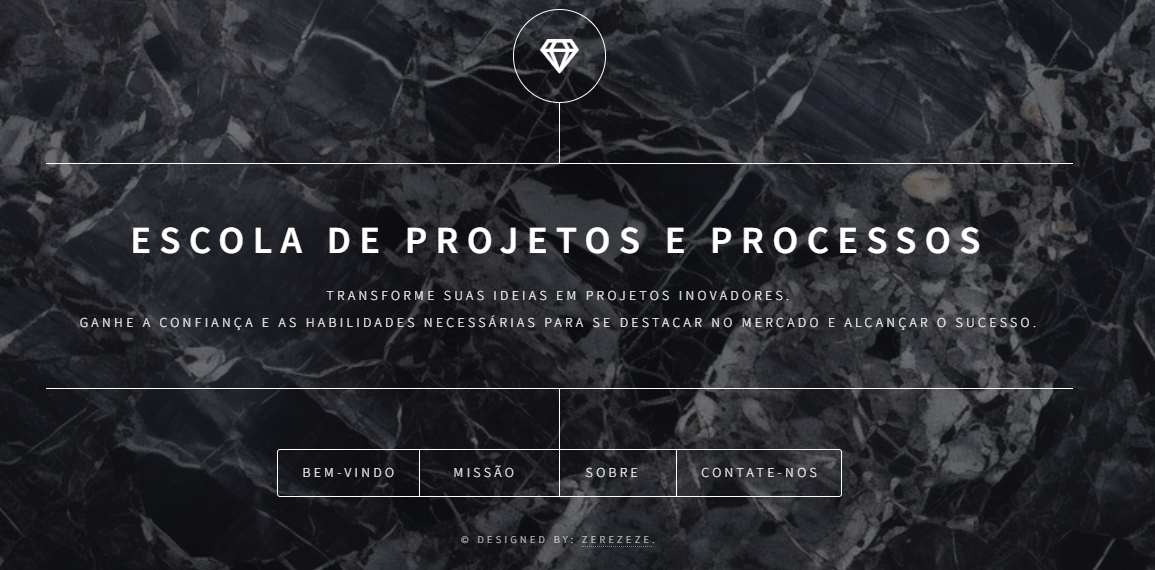 ESCOLA DE PROJETOS E PROCESSOS
TRANSFORME SUAS IDEIAS EM PROJETOS INOVADORES.
GANHE A CONFIANÇA E AS HABILIDADES NECESSÁRIAS PARA SE DESTACAR NO MERCADO E ALCANÇAR O SUCESSO.
BEM-VINDO MISSÃO SOBRE CONTATE-NOS
© DESIGNED BY: ZEREZEZE.